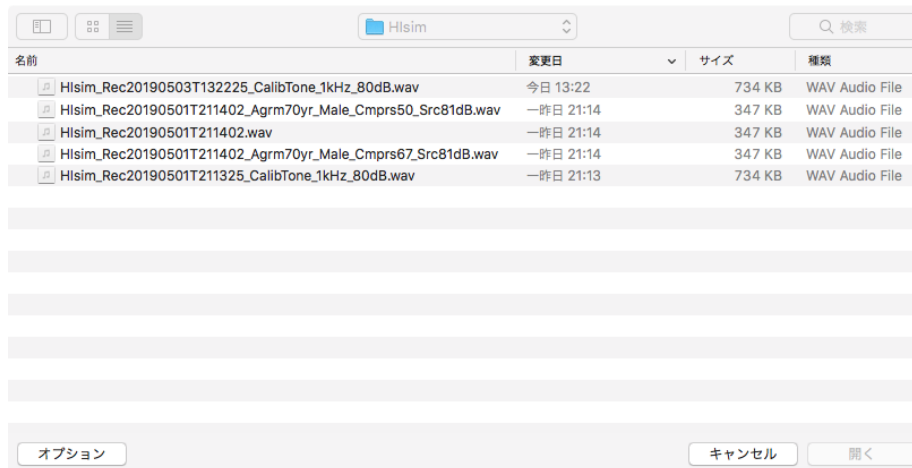 HIsim
検索
名前 変更日 サイズ 種類
HIsim_Rec20190503T132225_CalibTone_1kHz_80dB.wav 今日 13:22 734 KB WAV Audio File
HIsim_Rec20190501T211402_Agrm70yr_Male_Cmprs50_Src81dB.wav 一昨日 21:14 347 KB WAV Audio File
HIsim_Rec20190501T211402.wav 一昨日 21:14 347 KB WAV Audio File
HIsim_Rec20190501T211402_Agrm70yr_Male_Cmprs67_Src81dB.wav 一昨日 21:14 347 KB WAV Audio File
HIsim_Rec20190501T211325_CalibTone_1kHz_80dB.wav 一昨日 21:13 734 KB WAV Audio File
オプション キャンセル 開く